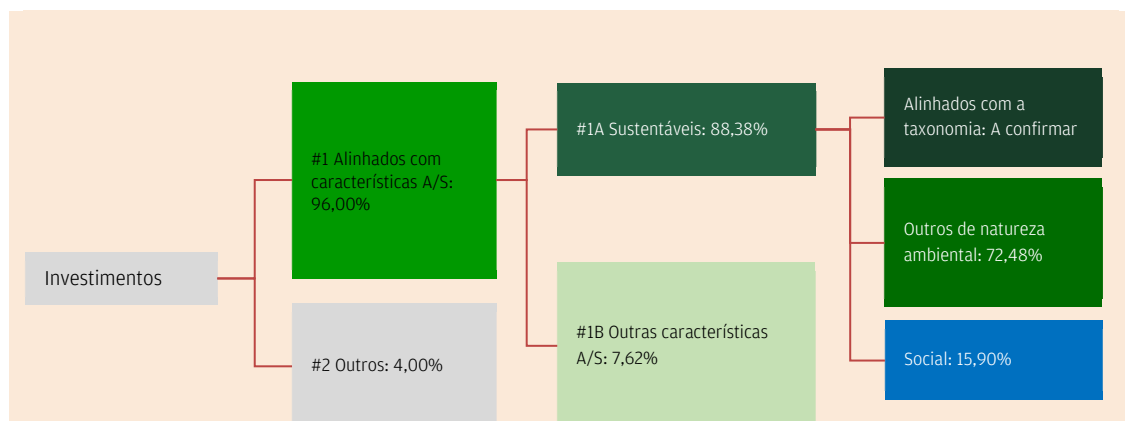 Investimentos
#1 Alinhados com
características A/S:
96,00%
#2 Outros: 4,00%
#1A Sustentáveis: 88,38%
#1B Outras características
A/S: 7,62%
Alinhados com a
taxonomia: A confirmar
Outros de natureza
ambiental: 72,48%
Social: 15,90%